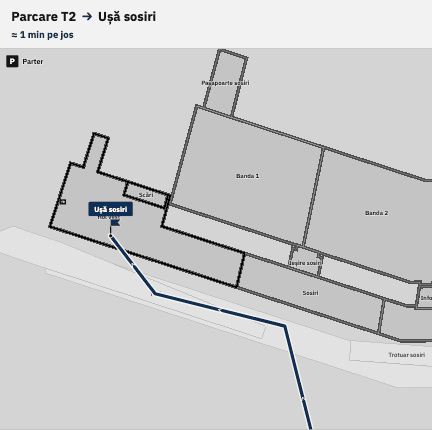 Parcare T2 → Ușă sosiri
≈ 1 min pe jos
P Parter
Pașapoarte sosiri
Banda 1
Banda 2
Scări
Ușă sosiri
Ieșire sosiri
Sosiri
Info
Trotuar sosiri